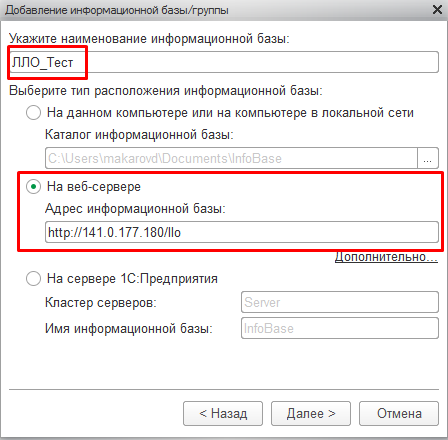 Добавление информационной базы/группы
Укажите наименование информационной базы:
ЛЛО_Тест
Выберите тип расположения информационной базы:
На данном компьютере или на компьютере в локальной сети
Каталог информационной базы:
C:\Users\makarovd\Documents\InfoBase ...
На веб-сервере
Адрес информационной базы:
http://141.0.177.180/llo
Дополнительно...
На сервере 1С:Предприятия
Кластер серверов: Server
Имя информационной базы: InfoBase
< Назад Далее > Отмена